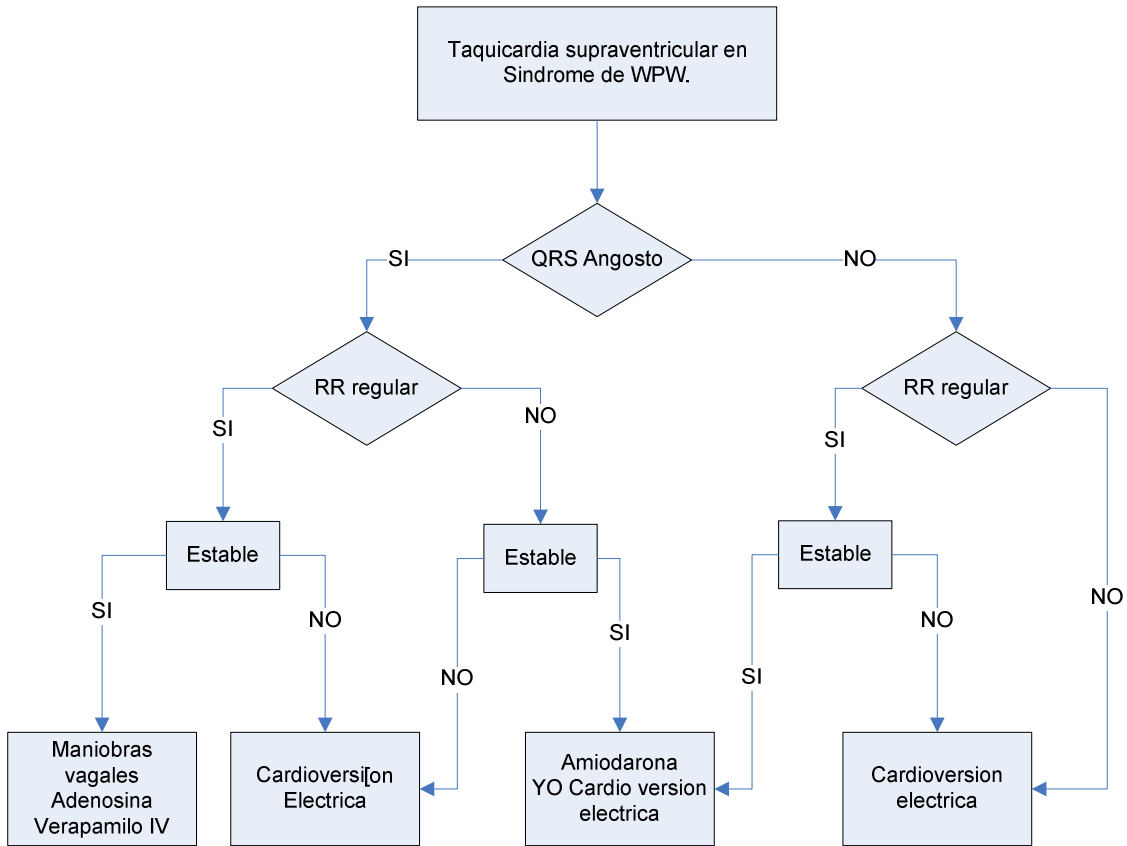 Taquicardia supraventricular en
Sindrome de WPW.
QRS Angosto
SI
NO
RR regular
RR regular
SI
NO
SI
NO
Estable
Estable
Estable
SI
NO
NO
SI
SI
NO
Maniobras
vagales
Adenosina
Verapamilo IV
Cardioversi[on
Electrica
Amiodarona
YO Cardio version
electrica
Cardioversion
electrica